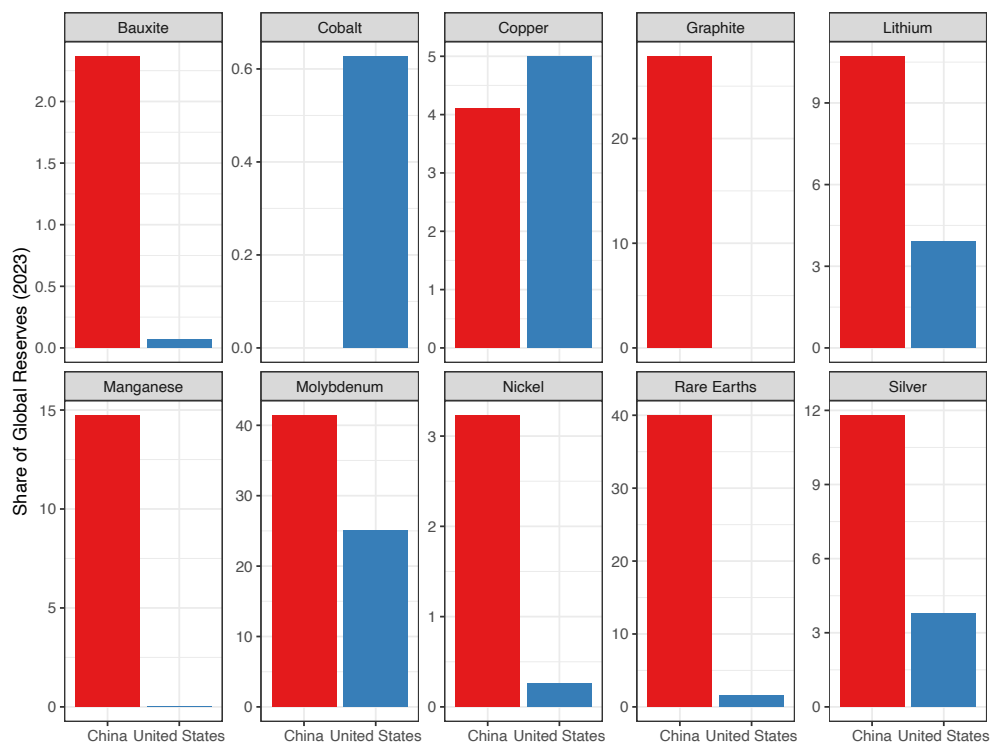 Share of Global Reserves (2023)
Bauxite
2.0
1.5
1.0
0.5
0.0
Cobalt
0.6
0.4
0.2
0.0
Copper
5
4
3
2
1
0
Graphite
20
10
0
Lithium
9
6
3
0
Manganese
15
10
5
0
China United States
Molybdenum
40
30
20
10
0
China United States
Nickel
3
2
1
0
China United States
Rare Earths
40
30
20
10
0
China United States
Silver
12
9
6
3
0
China United States